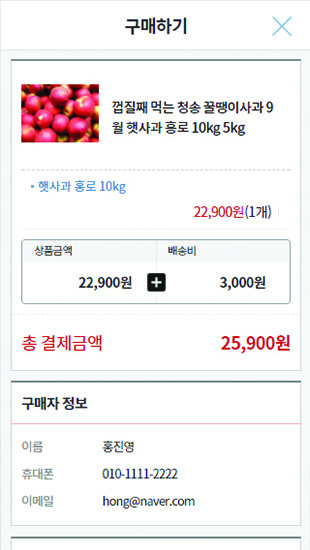 구매하기
껍질째 먹는 청송 꿀땡이사과 9
월 햇사과 홍로 10kg 5kg
햇사과 홍로 10kg
22,900원(1개)
상품금액 배송비
22,900원 + 3,000원
총 결제금액 25,900원
구매자 정보
이름 홍진영
휴대폰 010-1111-2222
이메일 hong@naver.com